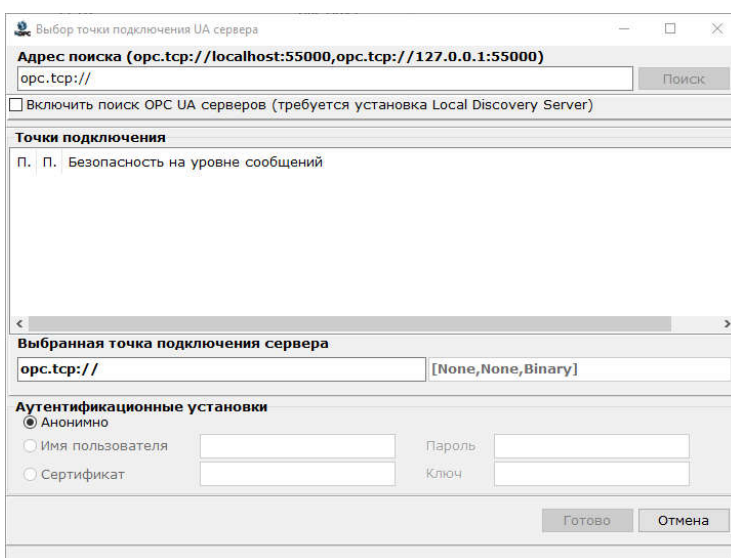 Выбор точки подключения UA сервера
Адрес поиска (opc.tcp://localhost:55000,opc.tcp://127.0.0.1:55000)
opc.tcp:// Поиск
Включить поиск OPC UA серверов (требуется установка Local Discovery Server)
Точки подключения
П. П. Безопасность на уровне сообщений
Выбранная точка подключения сервера
opc.tcp:// [None,None,Binary]
Аутентификационные установки
Анонимно
Имя пользователя Пароль
Сертификат Ключ
Готово Отмена